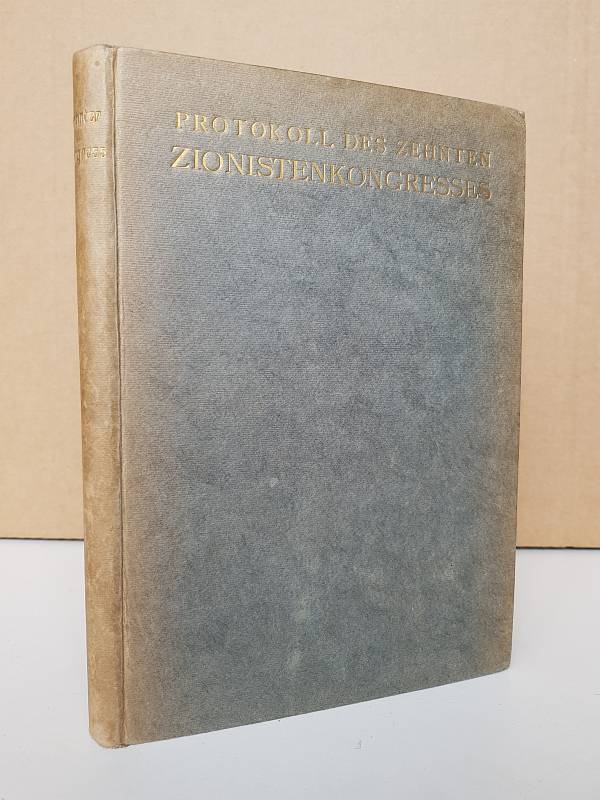 PROTOKOLL DES ZEHNTEN
ZIONISTENKONGRESSES